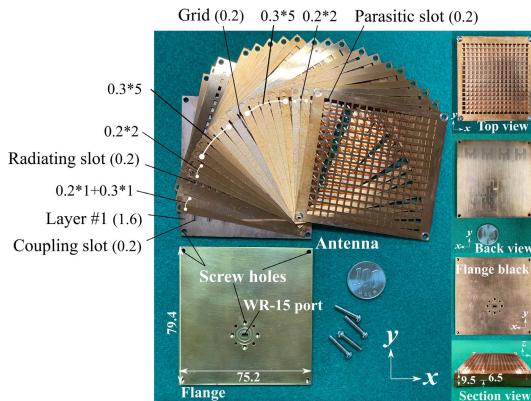 Grid (0.2)
0.3*5
0.2*2
Parasitic slot (0.2)
0.3*5
0.2*2
Radiating slot (0.2)
0.2*1+0.3*1
Layer #1 (1.6)
Coupling slot (0.2)
Antenna
Screw holes
WR-15 port
79.4
75.2
Flange
100
y
x
y
x
Top view
y
x
Back view
Flange black
y
x
z
9.5
6.5
Section view